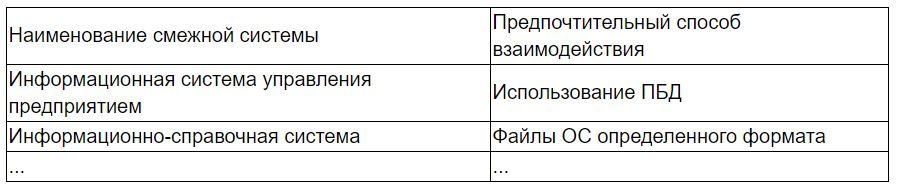 Наименование смежной системы
Предпочтительный способ
взаимодействия
Информационная система управления
предприятием
Использование ПБД
Информационно-справочная система
Файлы ОС определенного формата
...
...